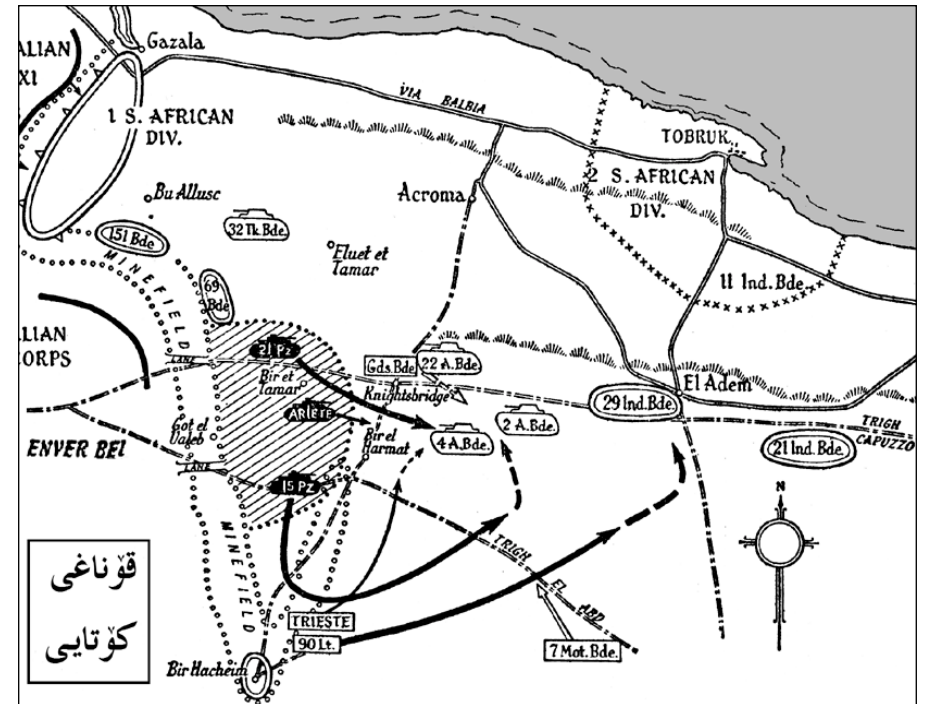 Gazala
ALIAN
XI
1 S. AFRICAN
DIV.
VIA BALBIA
TOBRUK
2 S. AFRICAN
DIV.
Acroma
Bu Allusc
151 Bde
32 Tk. Bde.
Eluet et
Tamar
MINEFIELD
69
Bde
11 Ind. Bde.
LIAN
CORPS
21 Pz
LANE
Bir et
Tamar
Gds. Bde
22 A. Bde.
Knightsbridge
El Adem
29 Ind. Bde.
ARIETE
2 A. Bde.
4 A. Bde.
TRIGH
CAPUZZO
21 Ind. Bde.
Got el
Ualeb
Bir el
Harmat
ENVER BEI
LANE
15 Pz
N
MINEFIELD
TRIGH
EL
ABD
قۆناغی
کۆتایی
TRIESTE
90 Lt.
7 Mot. Bde.
Bir Hacheim